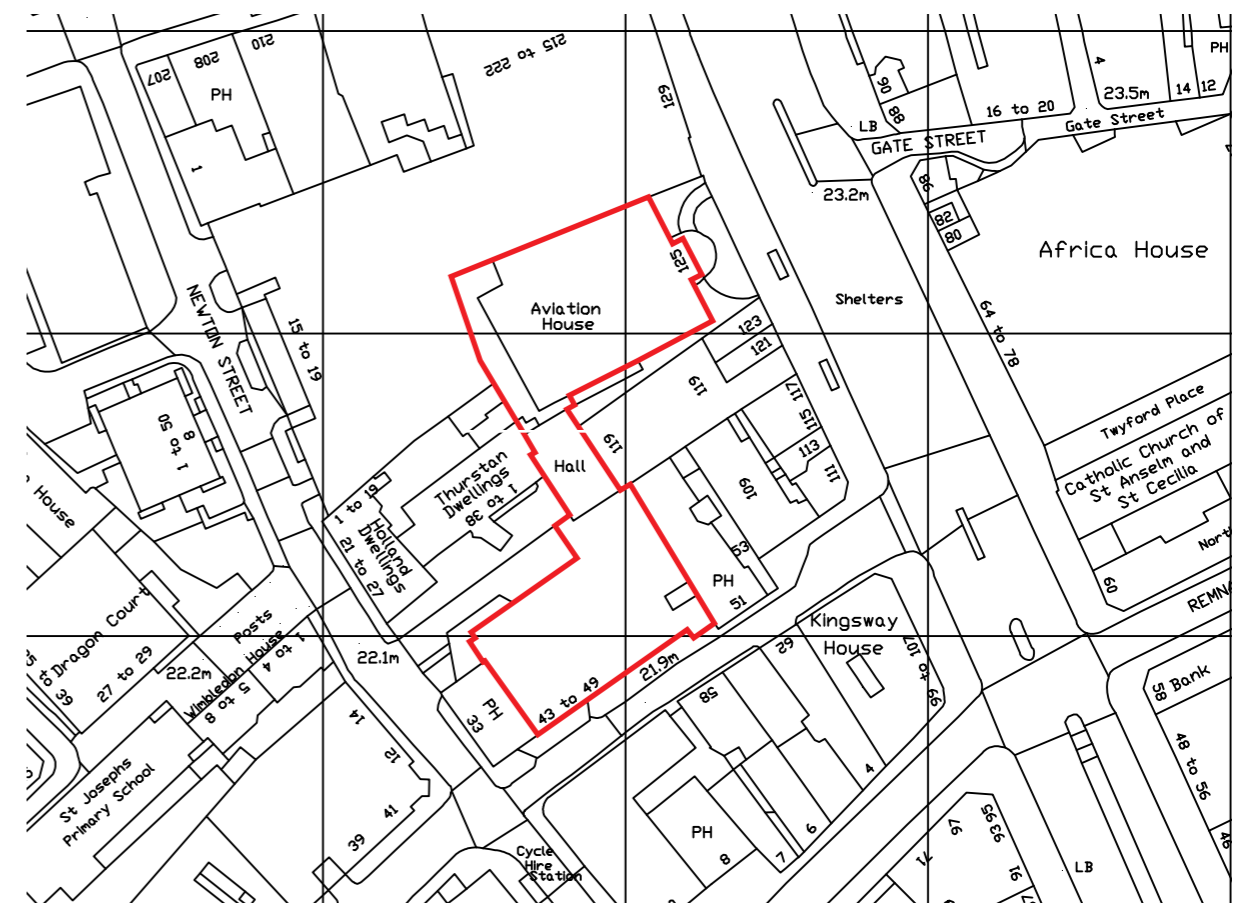 207
208
210
PH
1
215 to 222
129
90
88
LB
GATE STREET
16 to 20
4
23.5m
14
12
PH
Gate Street
23.2m
86
82
80
Africa House
125
Aviation
House
Shelters
NEWTON STREET
15 to 19
123
121
119
117
115
113
111
64 to 78
Twyford Place
Catholic Church of
St Anselm and
St Cecilia
1 to 50
8
House
119
Hall
Thurstan
Dwellings
1 to 38
1 to 19
Holland
Dwellings
21 to 27
109
53
PH
51
60
REMN
Nort
Dragon Court
to
39
27 to 29
Posts
22.2m
Wimbledon House
1 to 4
5 to 8
22.1m
Kingsway
House
99 to 107
21.9m
29
58
43 to 49
PH
33
58
Bank
48 to 56
46
St Josephs
Primary School
14
12
41
39
4
6
7
8
PH
Cycle
Hire
Station
97
93 95
91
71
LB